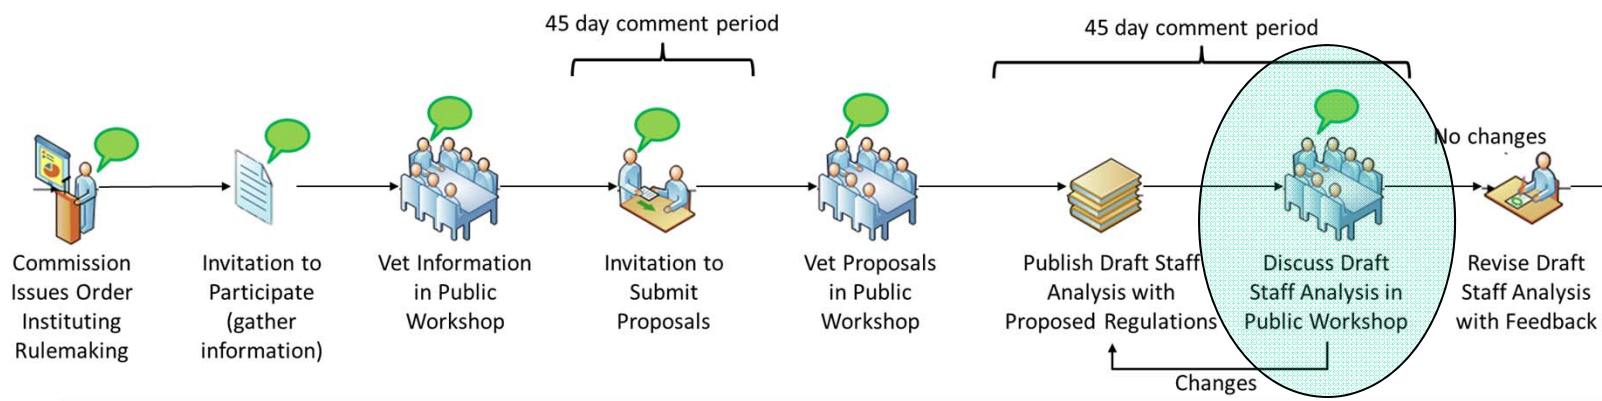 45 day comment period
45 day comment period
No changes
Commission
Issues Order
Instituting
Rulemaking
Invitation to
Participate
(gather
information)
Vet Information
in Public
Workshop
Invitation to
Submit
Proposals
Vet Proposals
in Public
Workshop
Publish Draft Staff
Analysis with
Proposed Regulations
Discuss Draft
Staff Analysis in
Public Workshop
Revise Draft
Staff Analysis
with Feedback
Changes